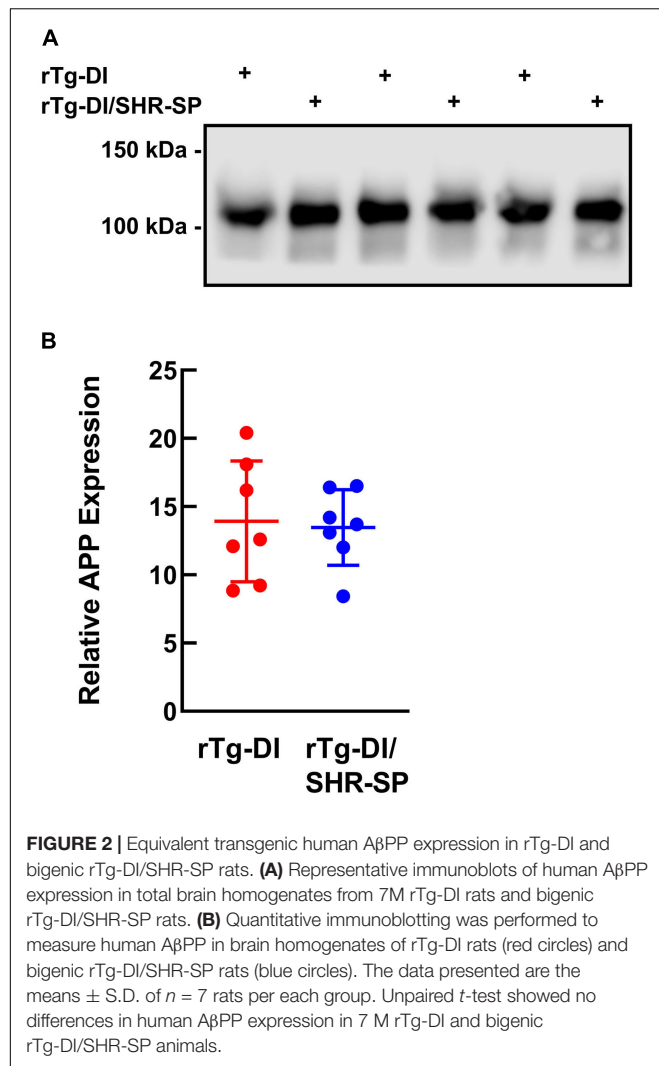 A
rTg-DI + + +
rTg-DI/SHR-SP + + +
150 kDa -
100 kDa -
B
Relative APP Expression
25
20
15
10
5
0
rTg-DI
rTg-DI/
SHR-SP
FIGURE 2 | Equivalent transgenic human AβPP expression in rTg-DI and
bigenic rTg-DI/SHR-SP rats. (A) Representative immunoblots of human AβPP
expression in total brain homogenates from 7M rTg-DI rats and bigenic
rTg-DI/SHR-SP rats. (B) Quantitative immunoblotting was performed to
measure human AβPP in brain homogenates of rTg-DI rats (red circles) and
bigenic rTg-DI/SHR-SP rats (blue circles). The data presented are the
means ± S.D. of n = 7 rats per each group. Unpaired t-test showed no
differences in human AβPP expression in 7 M rTg-DI and bigenic
rTg-DI/SHR-SP animals.